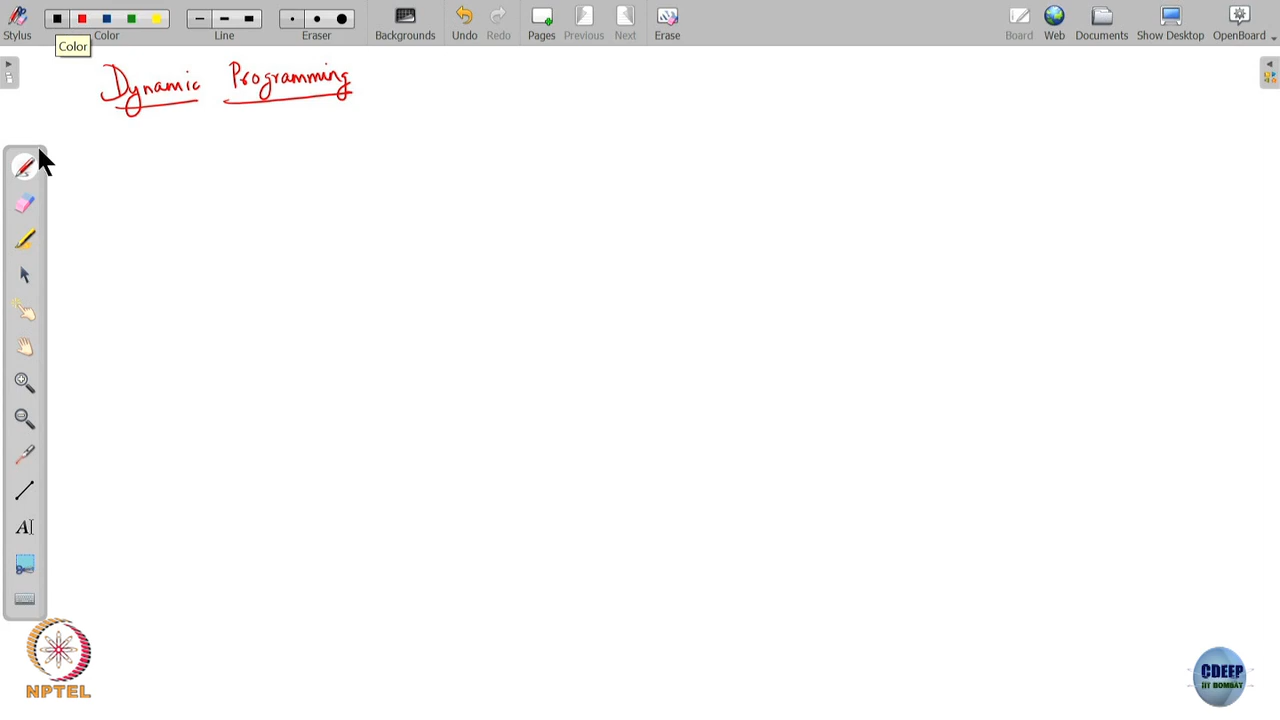 Stylus Color Line Eraser Backgrounds Undo Redo Pages Previous Next Erase Board Web Documents Show Desktop OpenBoard
Color
Dynamic Programming
A
NPTEL
CDEEP
IIT BOMBAY